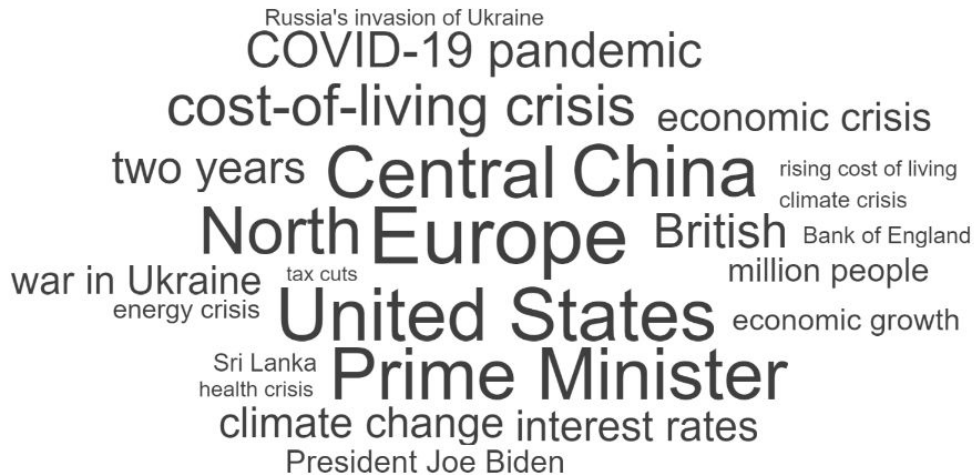 Russia's invasion of Ukraine
COVID-19 pandemic
cost-of-living crisis
economic crisis
two years
Central
China
rising cost of living
climate crisis
North
Europe
British
Bank of England
war in Ukraine
tax cuts
million people
energy crisis
United States
economic growth
Sri Lanka
Prime Minister
health crisis
climate change
interest rates
President Joe Biden